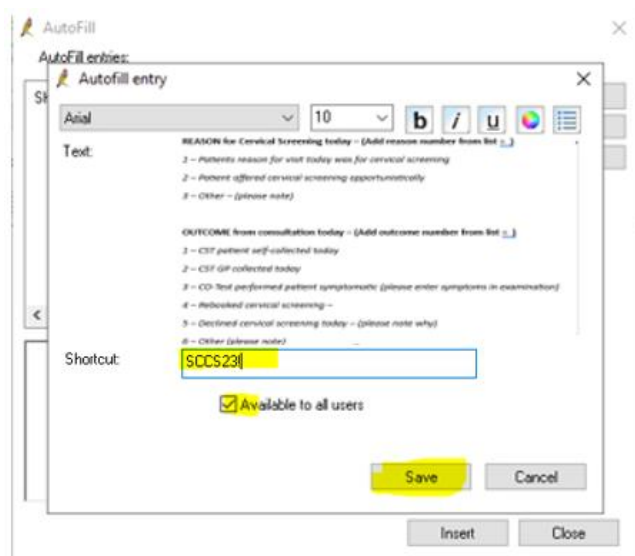 AutoFill
AutoFill entries:
Autofill entry
Sh
Arial
10
b i u
Text:
REASON for Cervical Screening today – (Add reason number from list = )
1 – Patients reason for visit today was for cervical screening
2 – Patient offered cervical screening opportunistically
3 – Other – (please note)
OUTCOME from consultation today – (Add outcome number from list = )
1 – CST patient self-collected today
2 – CST GP collected today
3 – CO-Test performed patient symptomatic (please enter symptoms in examination)
4 – Rebooked cervical screening –
5 – Declined cervical screening today – (please note why)
6 – Other (please note)
Shortcut:
Available to all users
Save Cancel
Insert Close